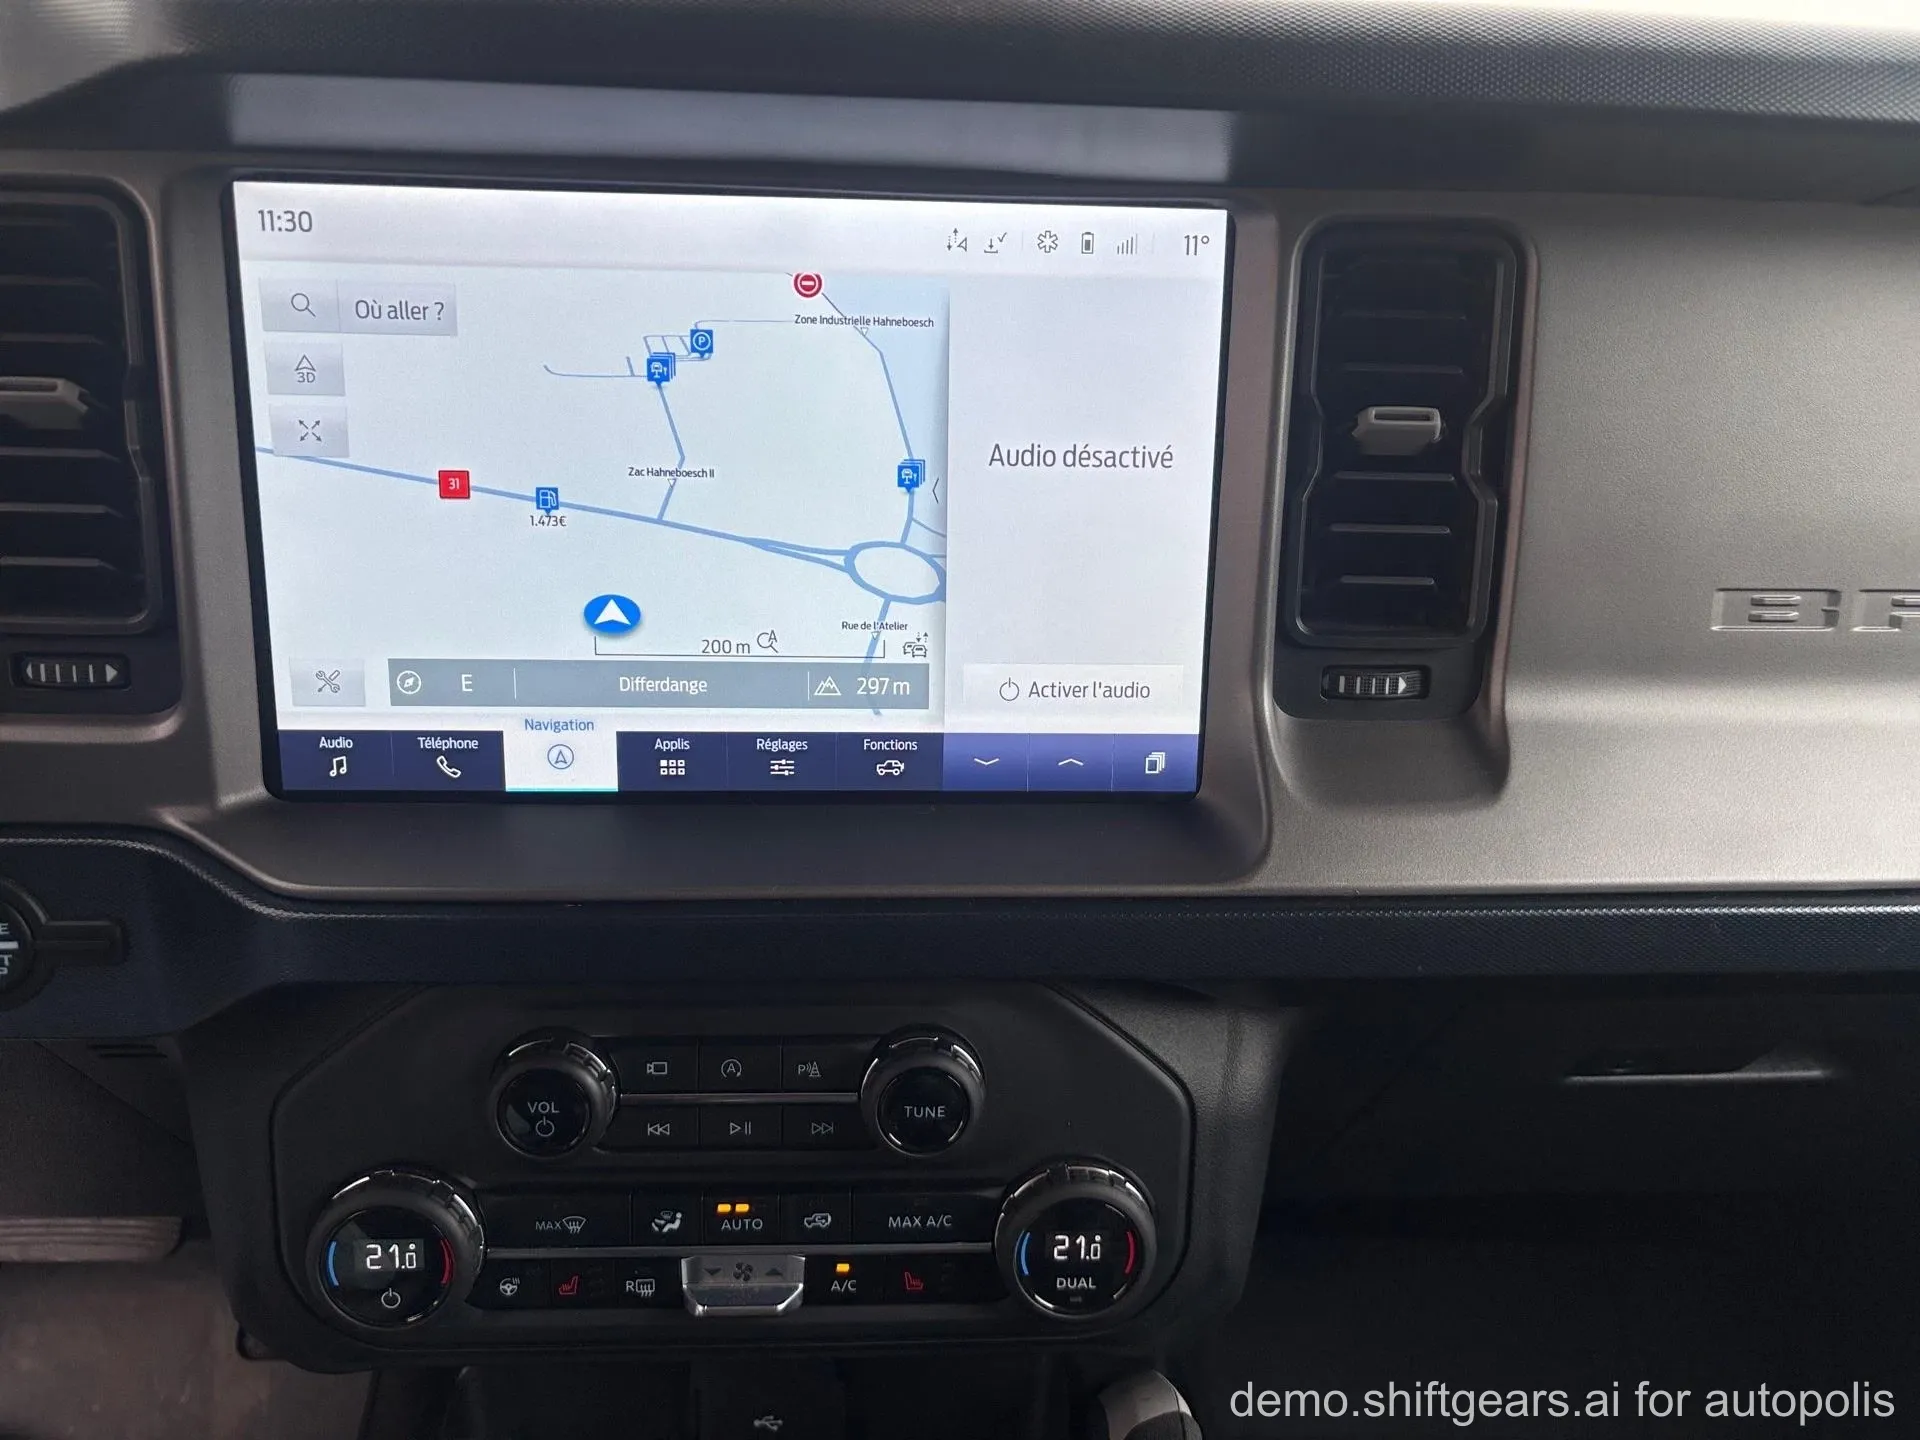 11:30
11°
Où aller ?
3D
Zone Industrielle Hahneboesch
P
Zac Hahneboesch II
31
1.473€
Audio désactivé
Rue de l'Atelier
200 m
E
Differdange
297 m
Activer l'audio
Audio
Téléphone
Navigation
Applis
Réglages
Fonctions
VOL
A
P
TUNE
MAX
AUTO
MAX A/C
21.0
R
A/C
21.0
DUAL
demo.shiftgears.ai for autopolis